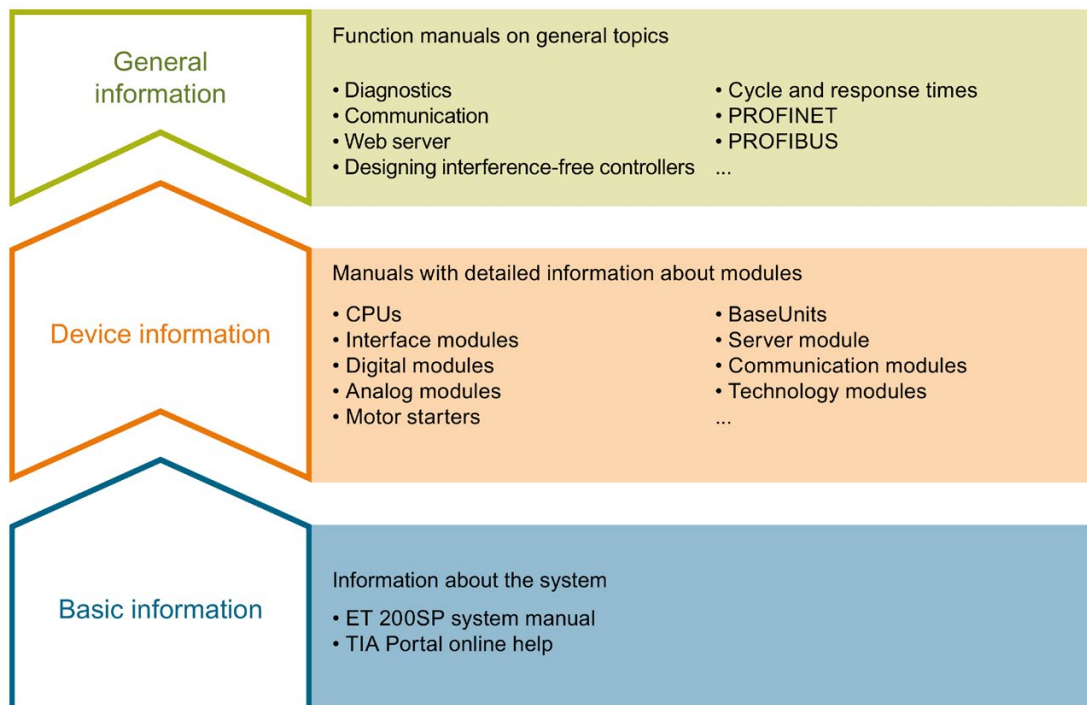 General
information
Function manuals on general topics
• Diagnostics
• Communication
• Web server
• Designing interference-free controllers
• Cycle and response times
• PROFINET
• PROFIBUS
...
Device information
Manuals with detailed information about modules
• CPUs
• Interface modules
• Digital modules
• Analog modules
• Motor starters
• BaseUnits
• Server module
• Communication modules
• Technology modules
...
Basic information
Information about the system
• ET 200SP system manual
• TIA Portal online help